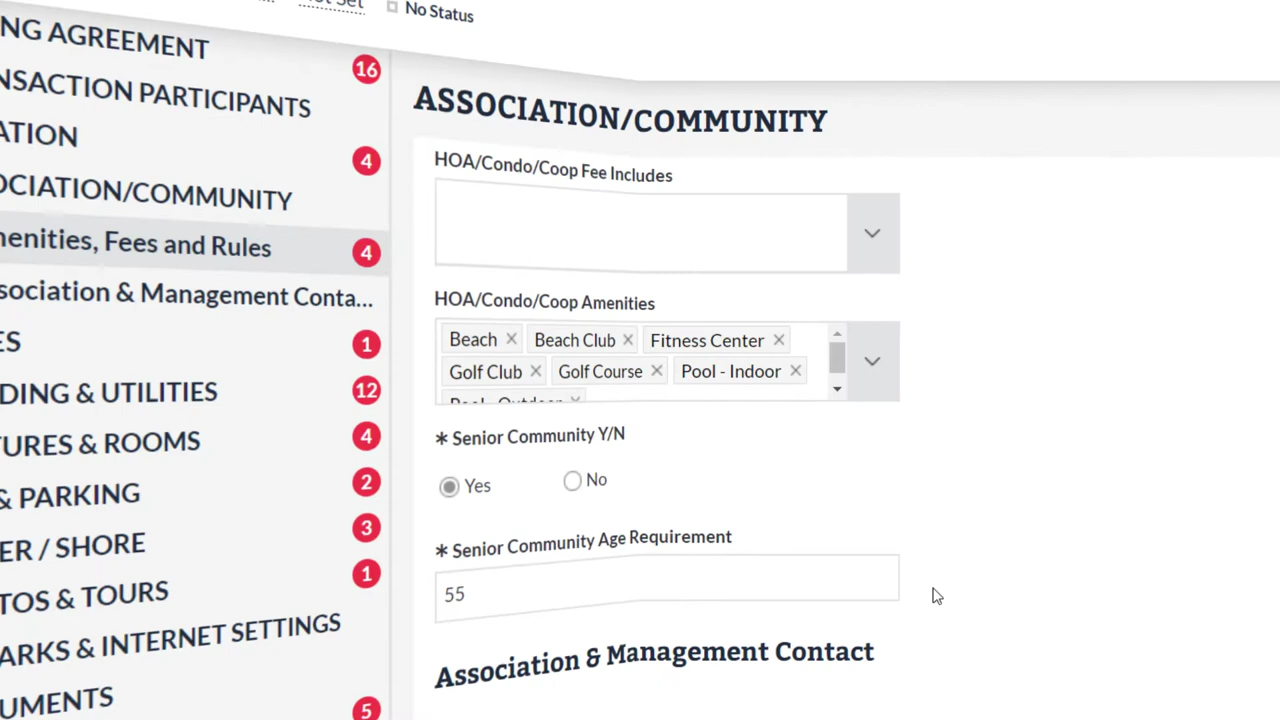 No Status
NG AGREEMENT
16
NSACTION PARTICIPANTS
ATION
4
OCIATION/COMMUNITY
menities, Fees and Rules
4
sociation & Management Conta...
ES
1
DING & UTILITIES
12
TURES & ROOMS
4
& PARKING
2
ER / SHORE
3
TOS & TOURS
1
ARKS & INTERNET SETTINGS
UMENTS
5
ASSOCIATION/COMMUNITY
HOA/Condo/Coop Fee Includes
HOA/Condo/Coop Amenities
Beach × Beach Club × Fitness Center ×
Golf Club × Golf Course × Pool - Indoor ×
* Senior Community Y/N
Yes No
* Senior Community Age Requirement
55
Association & Management Contact